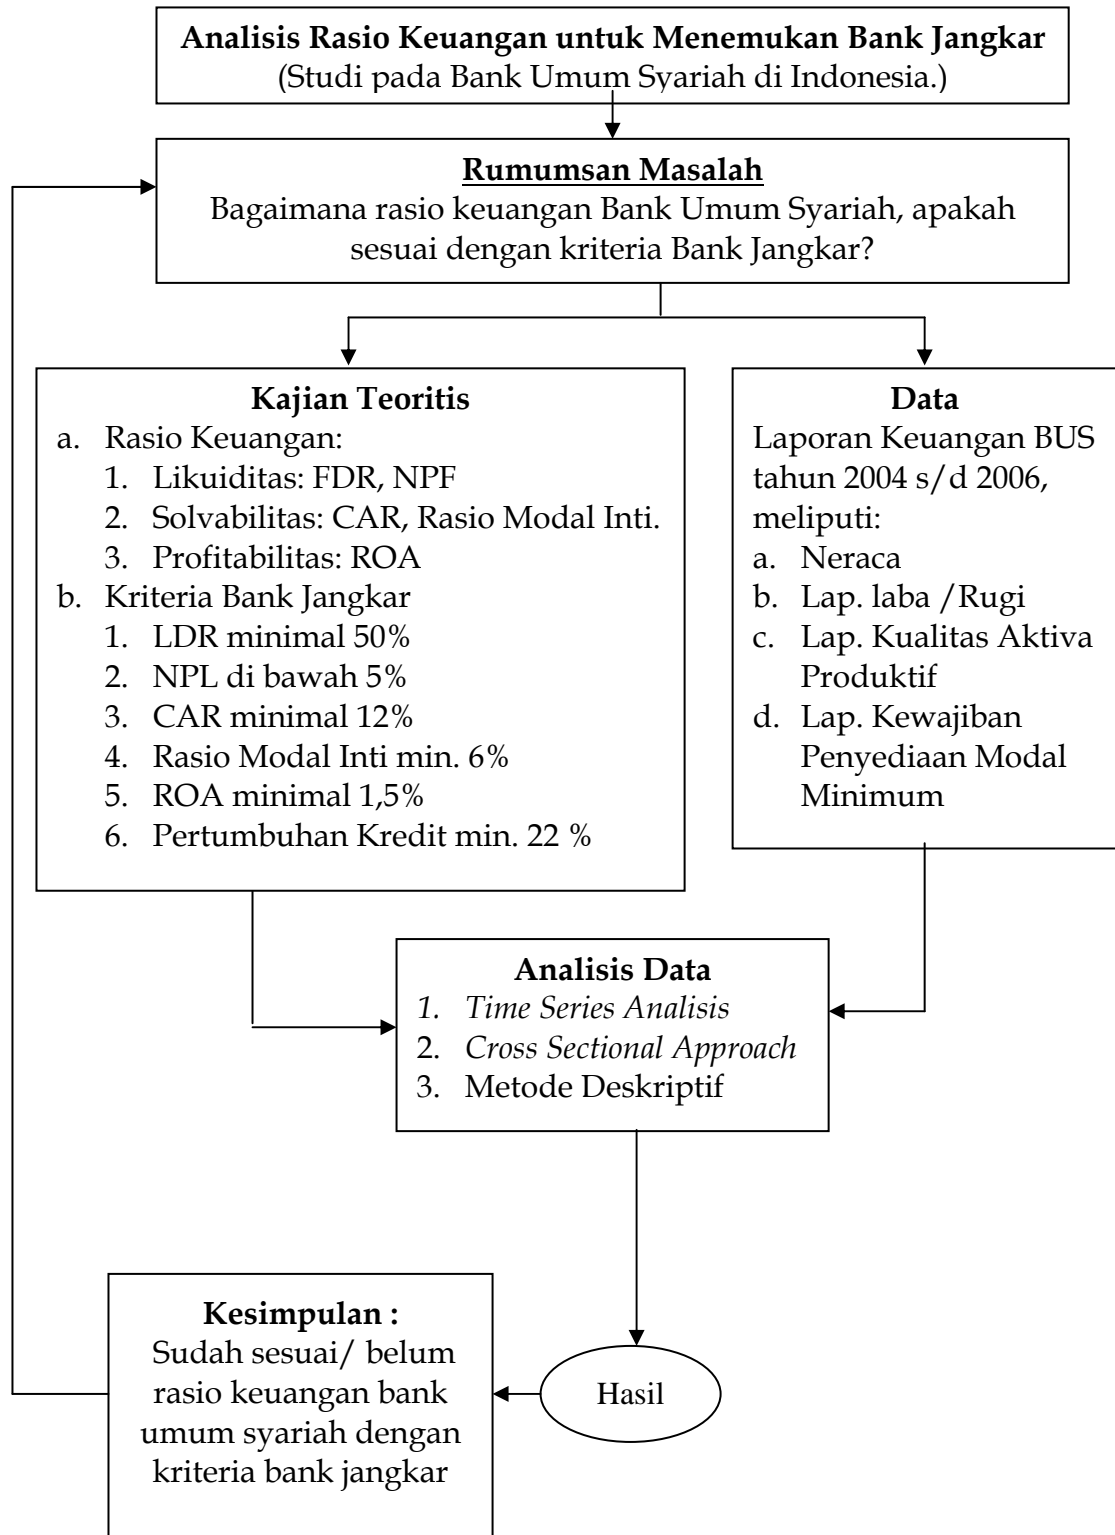 Analisis Rasio Keuangan untuk Menemukan Bank Jangkar
(Studi pada Bank Umum Syariah di Indonesia.)
Rumumsan Masalah
Bagaimana rasio keuangan Bank Umum Syariah, apakah
sesuai dengan kriteria Bank Jangkar?
Kajian Teoritis
a. Rasio Keuangan:
1. Likuiditas: FDR, NPF
2. Solvabilitas: CAR, Rasio Modal Inti.
3. Profitabilitas: ROA
b. Kriteria Bank Jangkar
1. LDR minimal 50%
2. NPL di bawah 5%
3. CAR minimal 12%
4. Rasio Modal Inti min. 6%
5. ROA minimal 1,5%
6. Pertumbuhan Kredit min. 22 %
Data
Laporan Keuangan BUS
tahun 2004 s/d 2006,
meliputi:
a. Neraca
b. Lap. laba /Rugi
c. Lap. Kualitas Aktiva
Produktif
d. Lap. Kewajiban
Penyediaan Modal
Minimum
Analisis Data
1. Time Series Analisis
2. Cross Sectional Approach
3. Metode Deskriptif
Hasil
Kesimpulan :
Sudah sesuai/ belum
rasio keuangan bank
umum syariah dengan
kriteria bank jangkar